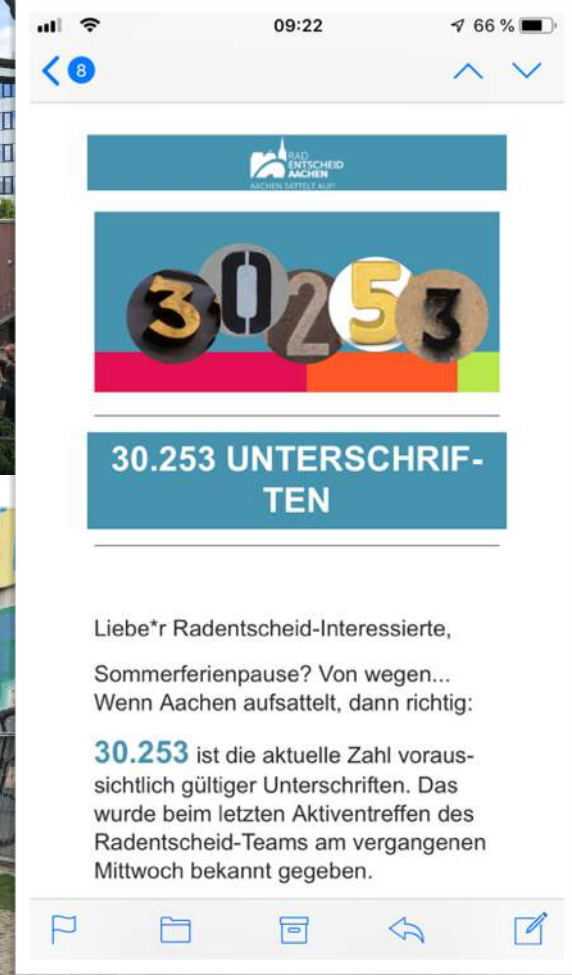 09:22
66 %
8
RAD
ENTSCHEID
AACHEN
AACHEN SATTELT AUF!
30253
30.253 UNTERSCHRIF-
TEN
Liebe*r Radentscheid-Interessierte,
Sommerferienpause? Von wegen...
Wenn Aachen aufsattelt, dann richtig:
30.253 ist die aktuelle Zahl voraus-
sichtlich gültiger Unterschriften. Das
wurde beim letzten Aktiventreffen des
Radentscheid-Teams am vergangenen
Mittwoch bekannt gegeben.